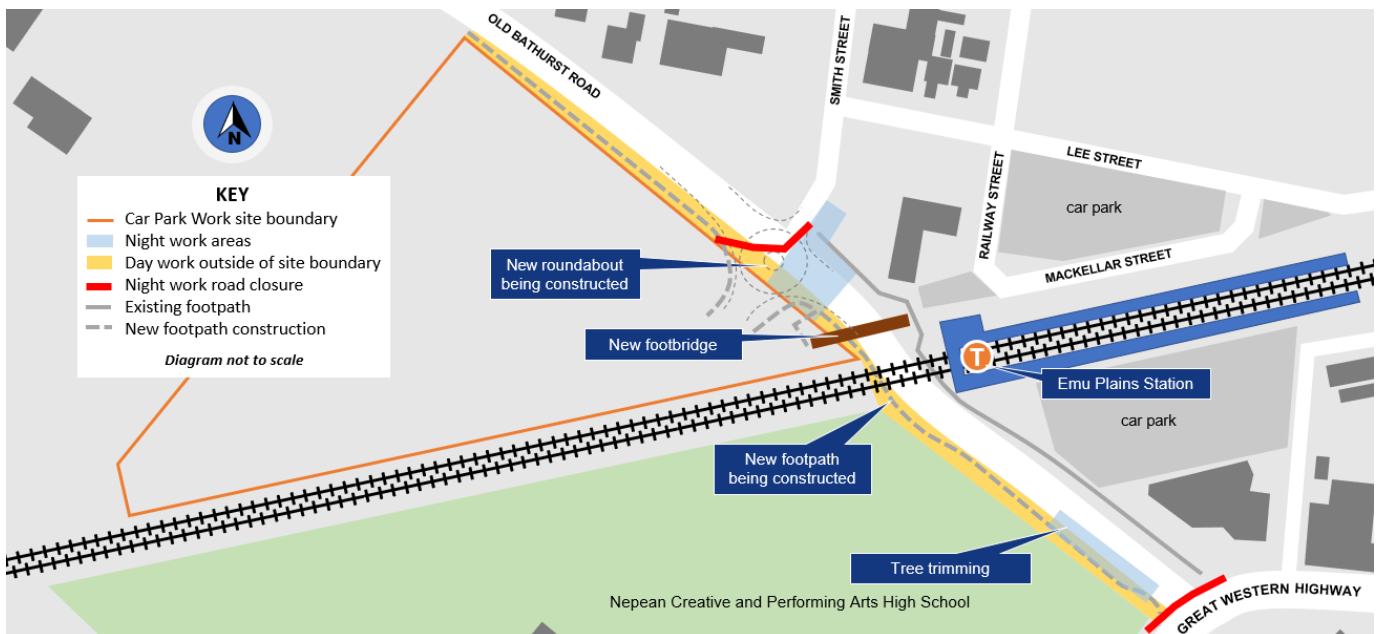 OLD BATHURST ROAD
SMITH STREET
LEE STREET
RAILWAY STREET
car park
MACKELLAR STREET
N
KEY
Car Park Work site boundary
Night work areas
Day work outside of site boundary
Night work road closure
Existing footpath
New footpath construction
Diagram not to scale
New roundabout
being constructed
New footbridge
T
Emu Plains Station
car park
New footpath
being constructed
Tree trimming
Nepean Creative and Performing Arts High School
GREAT WESTERN HIGHWAY